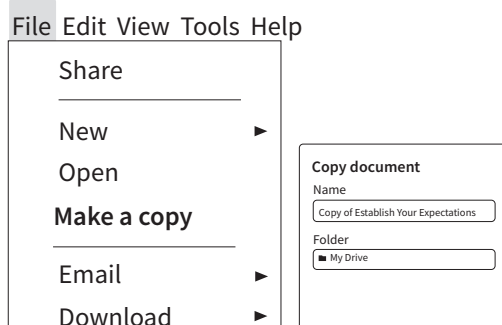 File Edit View Tools Help
Share
New
Open
Make a copy
Email
Download
Copy document
Name
Copy of Establish Your Expectations
Folder
My Drive